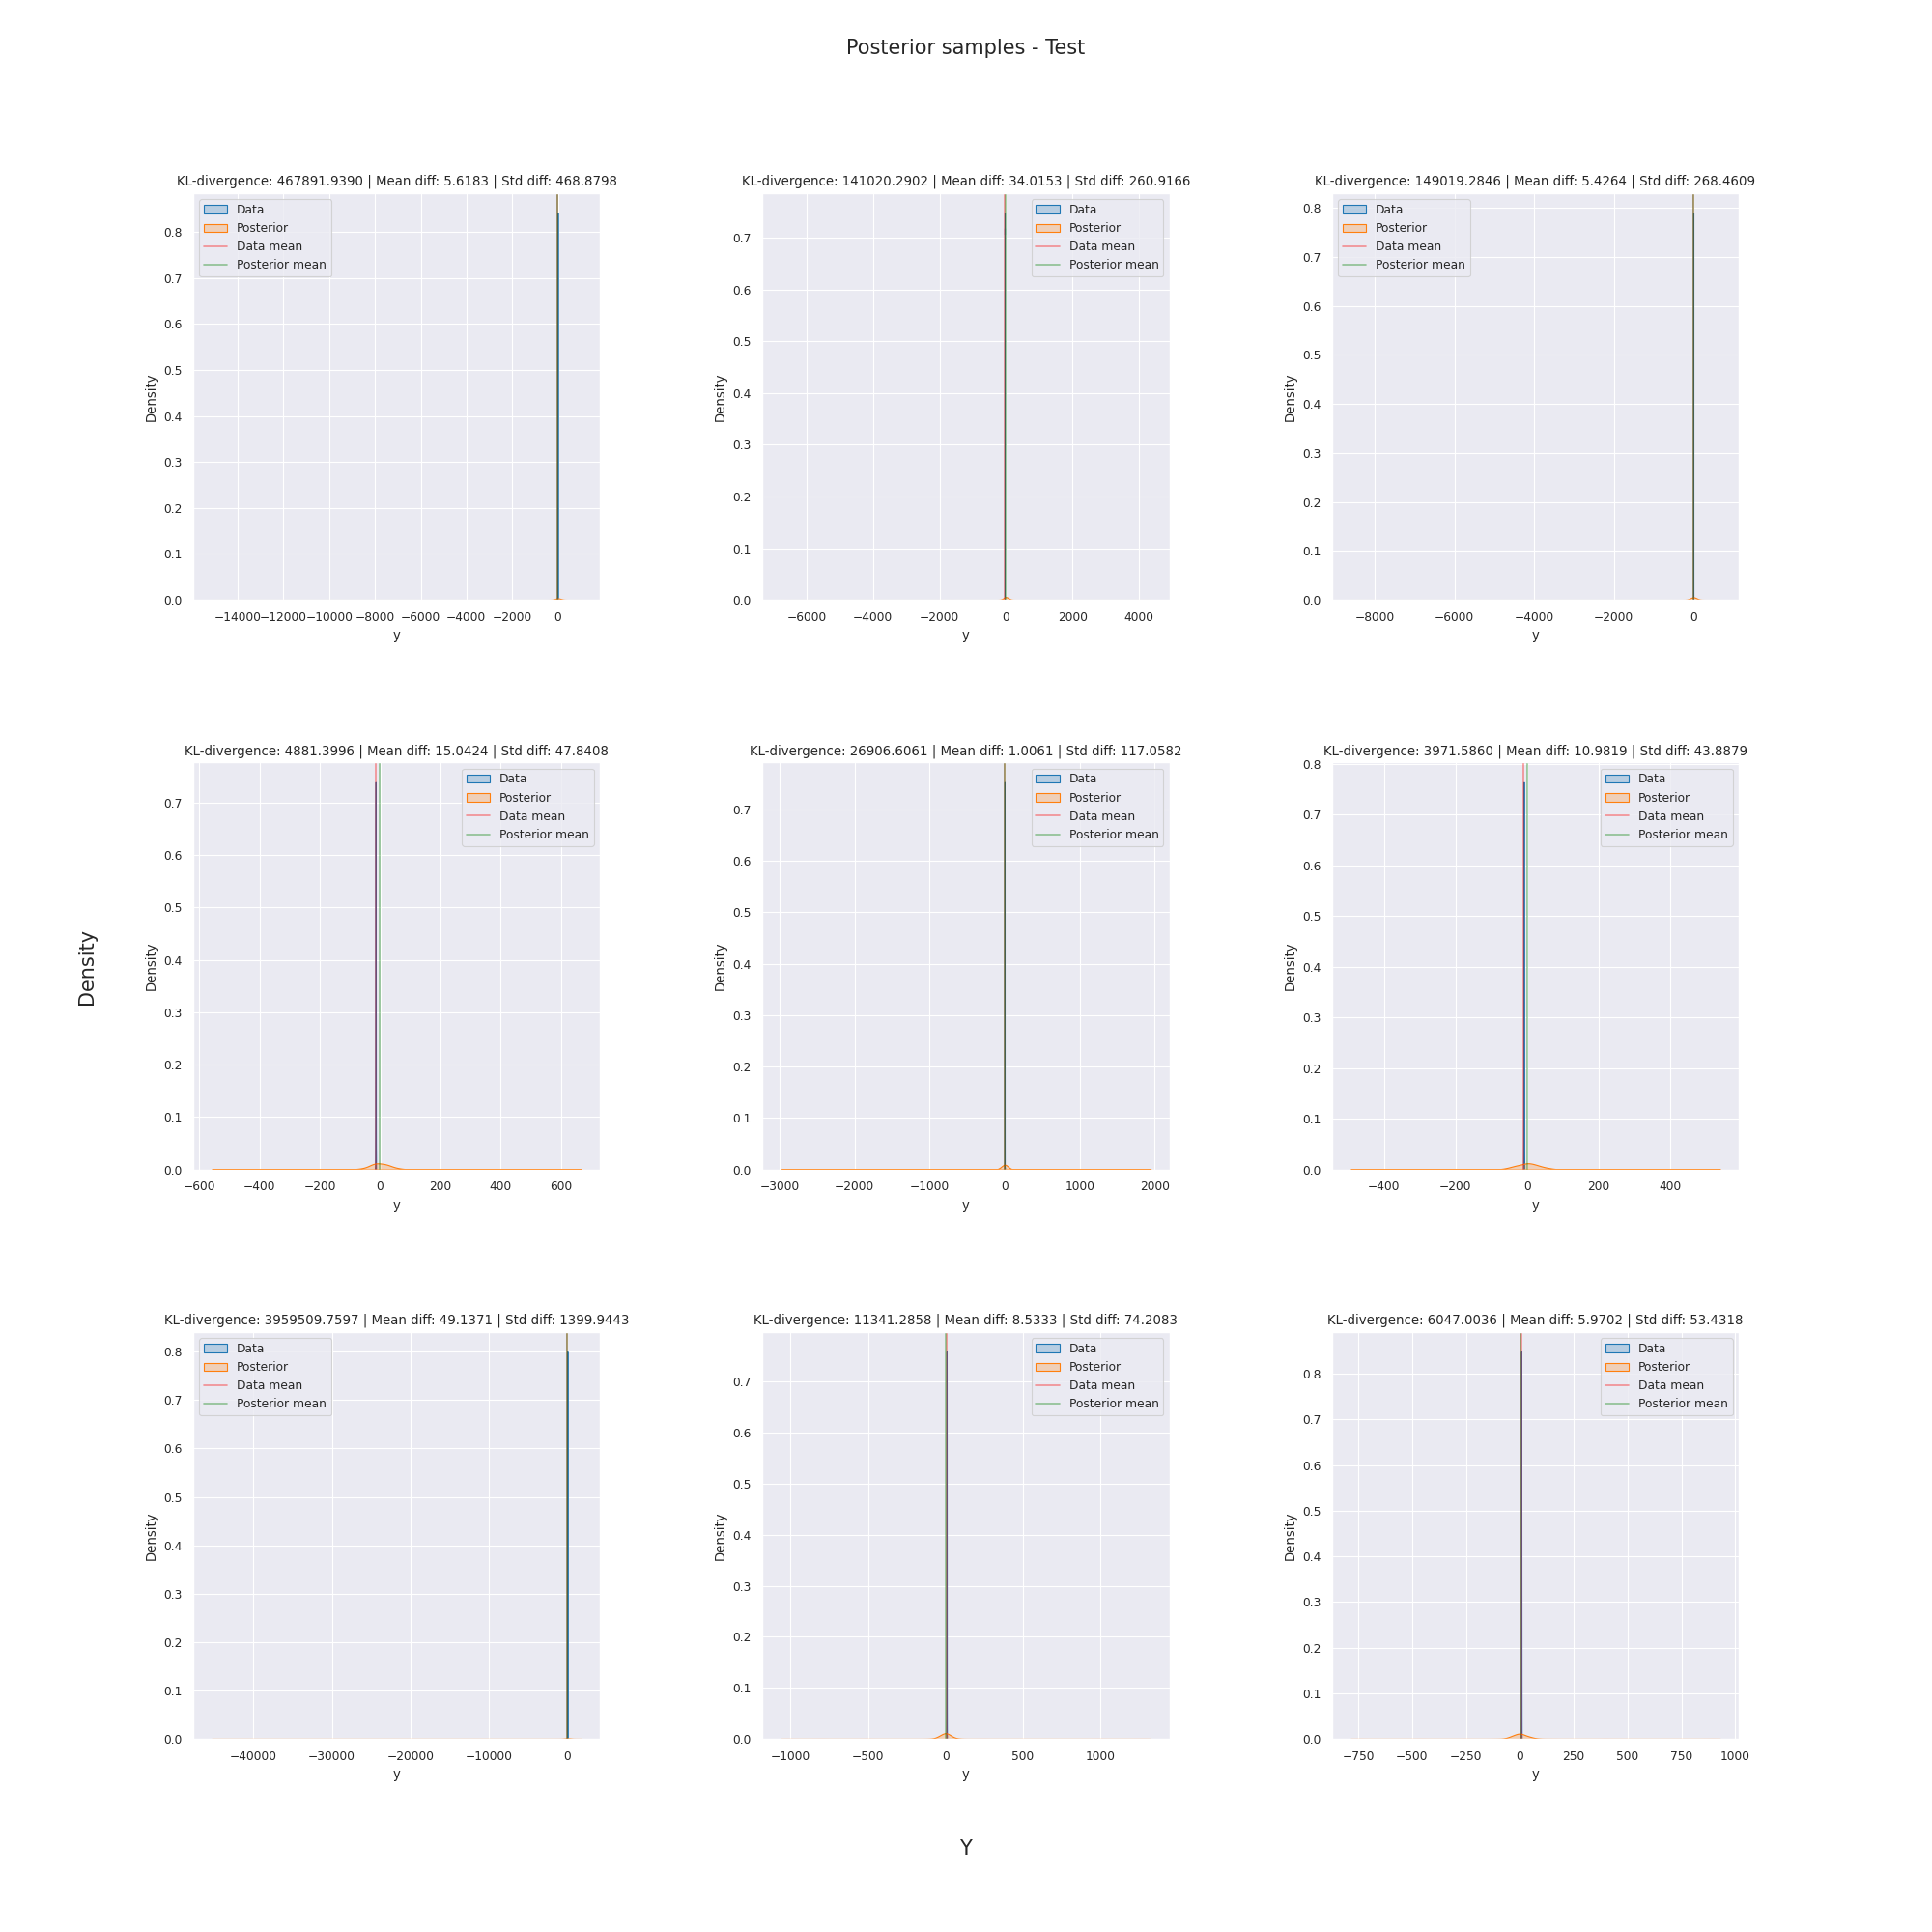 Posterior samples - Test
KL-divergence: 467891.9390 | Mean diff: 5.6183 | Std diff: 468.8798
Data
Posterior
Data mean
Posterior mean
0.8
0.7
0.6
0.5
0.4
0.3
0.2
0.1
0.0
Density
−14000 −12000 −10000 −8000 −6000 −4000 −2000 0
y
KL-divergence: 141020.2902 | Mean diff: 34.0153 | Std diff: 260.9166
Data
Posterior
Data mean
Posterior mean
0.7
0.6
0.5
0.4
0.3
0.2
0.1
0.0
Density
−6000 −4000 −2000 0 2000 4000
y
KL-divergence: 149019.2846 | Mean diff: 5.4264 | Std diff: 268.4609
Data
Posterior
Data mean
Posterior mean
0.8
0.7
0.6
0.5
0.4
0.3
0.2
0.1
0.0
Density
−8000 −6000 −4000 −2000 0
y
Density
KL-divergence: 4881.3996 | Mean diff: 15.0424 | Std diff: 47.8408
Data
Posterior
Data mean
Posterior mean
0.7
0.6
0.5
0.4
0.3
0.2
0.1
0.0
Density
−600 −400 −200 0 200 400 600
y
KL-divergence: 26906.6061 | Mean diff: 1.0061 | Std diff: 117.0582
Data
Posterior
Data mean
Posterior mean
0.7
0.6
0.5
0.4
0.3
0.2
0.1
0.0
Density
−3000 −2000 −1000 0 1000 2000
y
KL-divergence: 3971.5860 | Mean diff: 10.9819 | Std diff: 43.8879
Data
Posterior
Data mean
Posterior mean
0.8
0.7
0.6
0.5
0.4
0.3
0.2
0.1
0.0
Density
−400 −200 0 200 400
y
KL-divergence: 3959509.7597 | Mean diff: 49.1371 | Std diff: 1399.9443
Data
Posterior
Data mean
Posterior mean
0.8
0.7
0.6
0.5
0.4
0.3
0.2
0.1
0.0
Density
−40000 −30000 −20000 −10000 0
y
KL-divergence: 11341.2858 | Mean diff: 8.5333 | Std diff: 74.2083
Data
Posterior
Data mean
Posterior mean
0.7
0.6
0.5
0.4
0.3
0.2
0.1
0.0
Density
−1000 −500 0 500 1000
y
KL-divergence: 6047.0036 | Mean diff: 5.9702 | Std diff: 53.4318
Data
Posterior
Data mean
Posterior mean
0.8
0.7
0.6
0.5
0.4
0.3
0.2
0.1
0.0
Density
−750 −500 −250 0 250 500 750 1000
y
Y